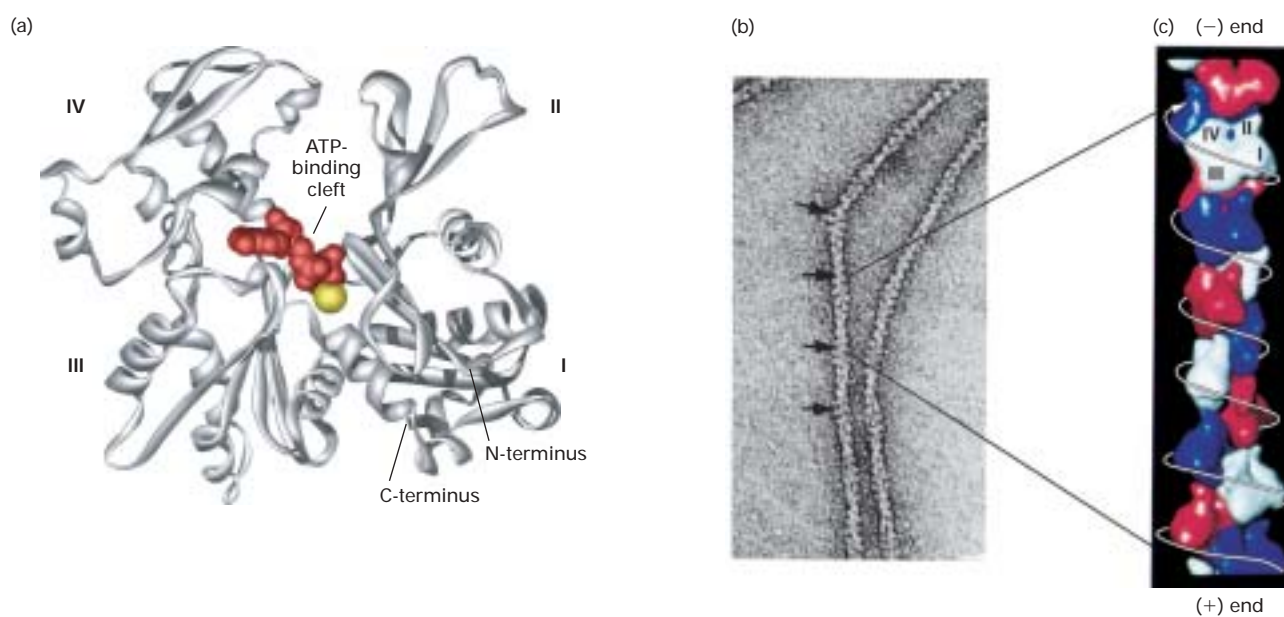 (a)
IV
II
ATP-
binding
cleft
III
I
N-terminus
C-terminus
(b)
(c) (−) end
IV II
I
III
(+) end